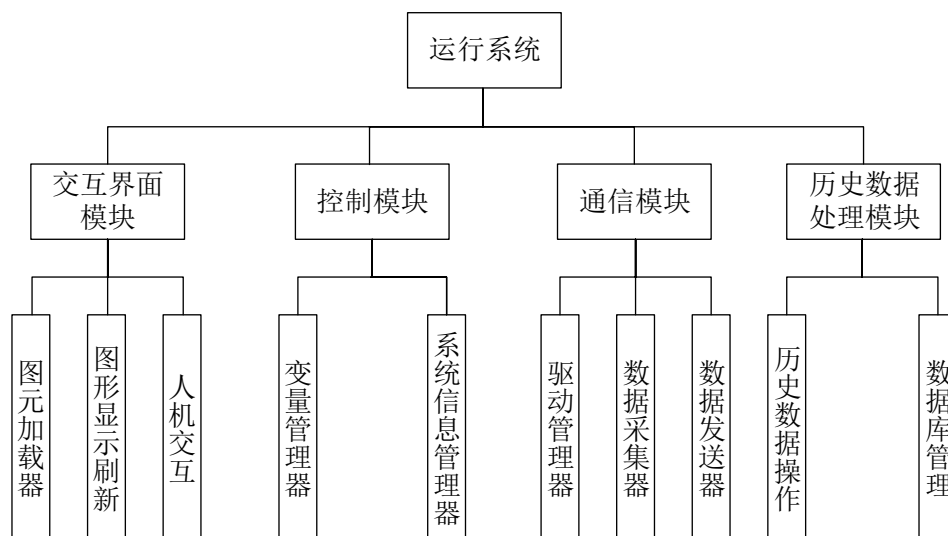 运行系统
交互界面
模块
控制模块
通信模块
历史数据
处理模块
图元加载器
图形显示刷新
人机交互
变量管理器
系统信息管理器
驱动管理器
数据采集器
数据发送器
历史数据操作
数据库管理